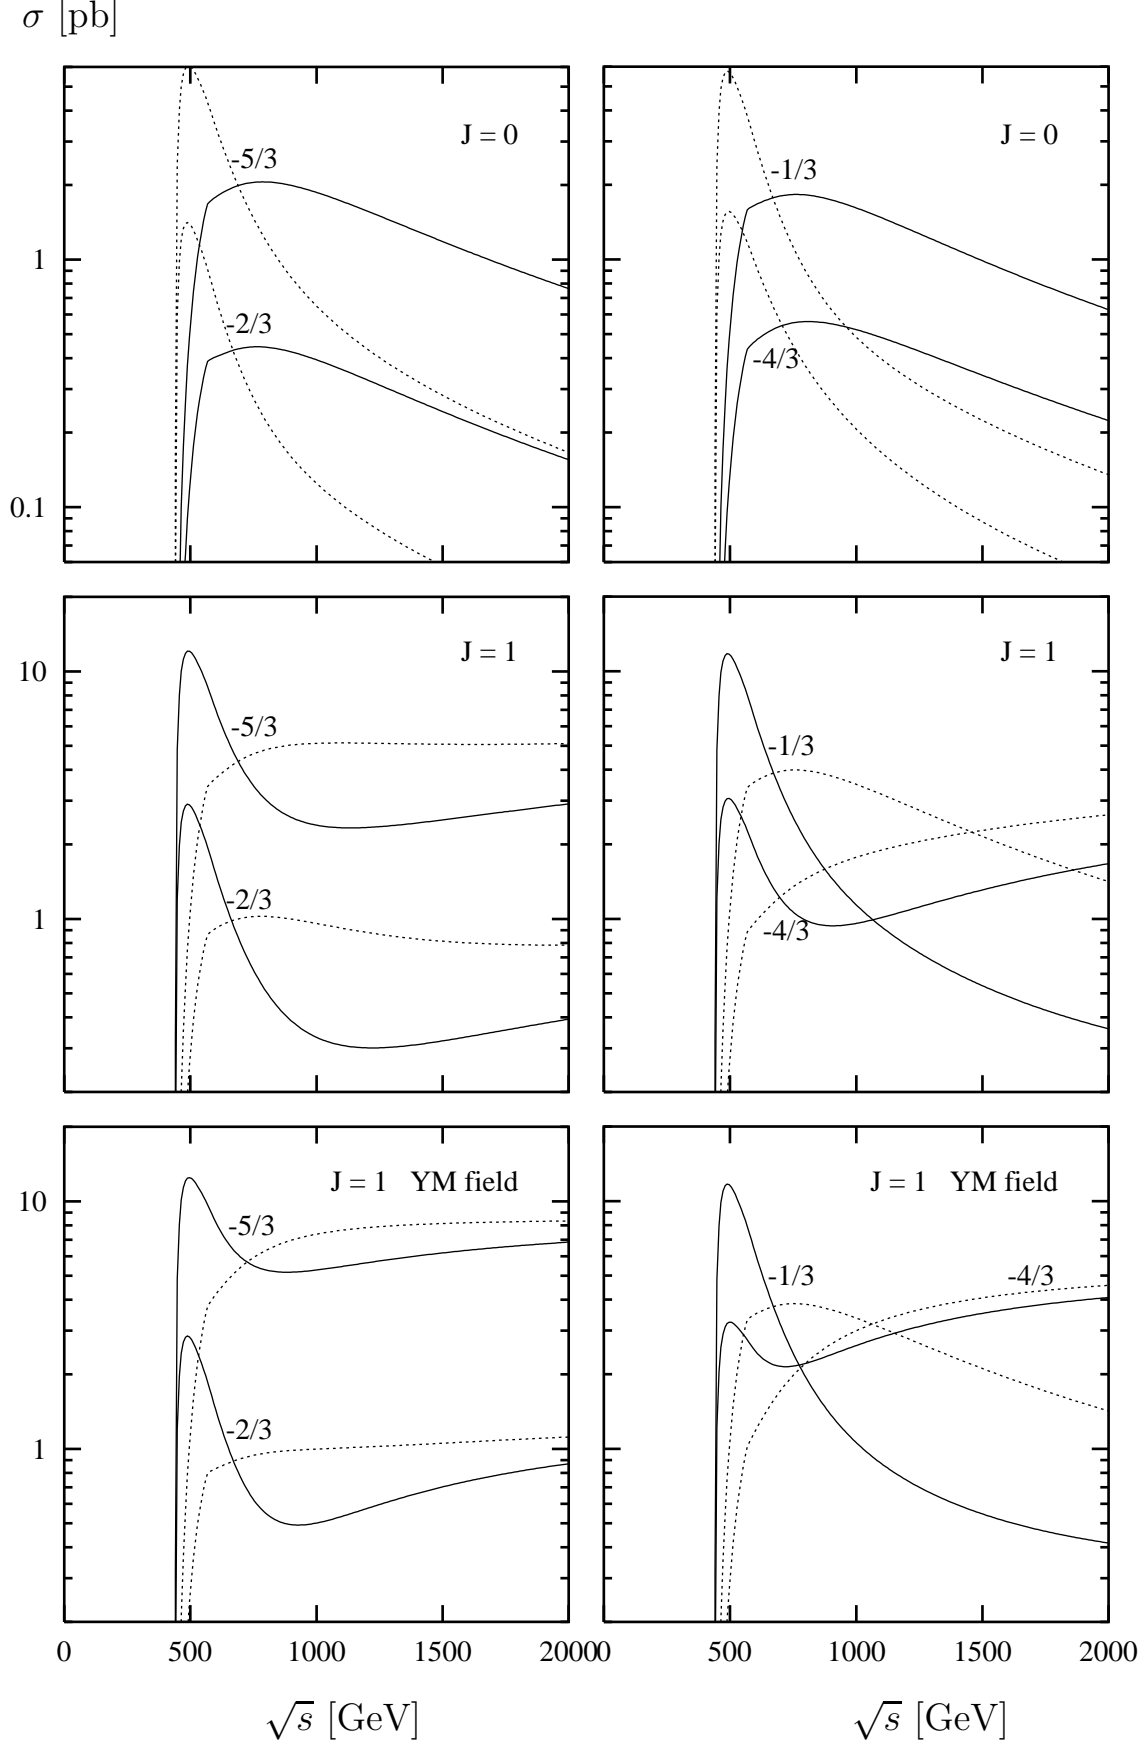 σ [pb]
J = 0
J = 0
-5/3
-1/3
1
-2/3
-4/3
0.1
J = 1
J = 1
10
-5/3
-1/3
-2/3
1
-4/3
J = 1 YM field
J = 1 YM field
10
-5/3
-1/3
-4/3
-2/3
1
0 500 1000 1500 2000
0 500 1000 1500 2000
√s [GeV]
√s [GeV]